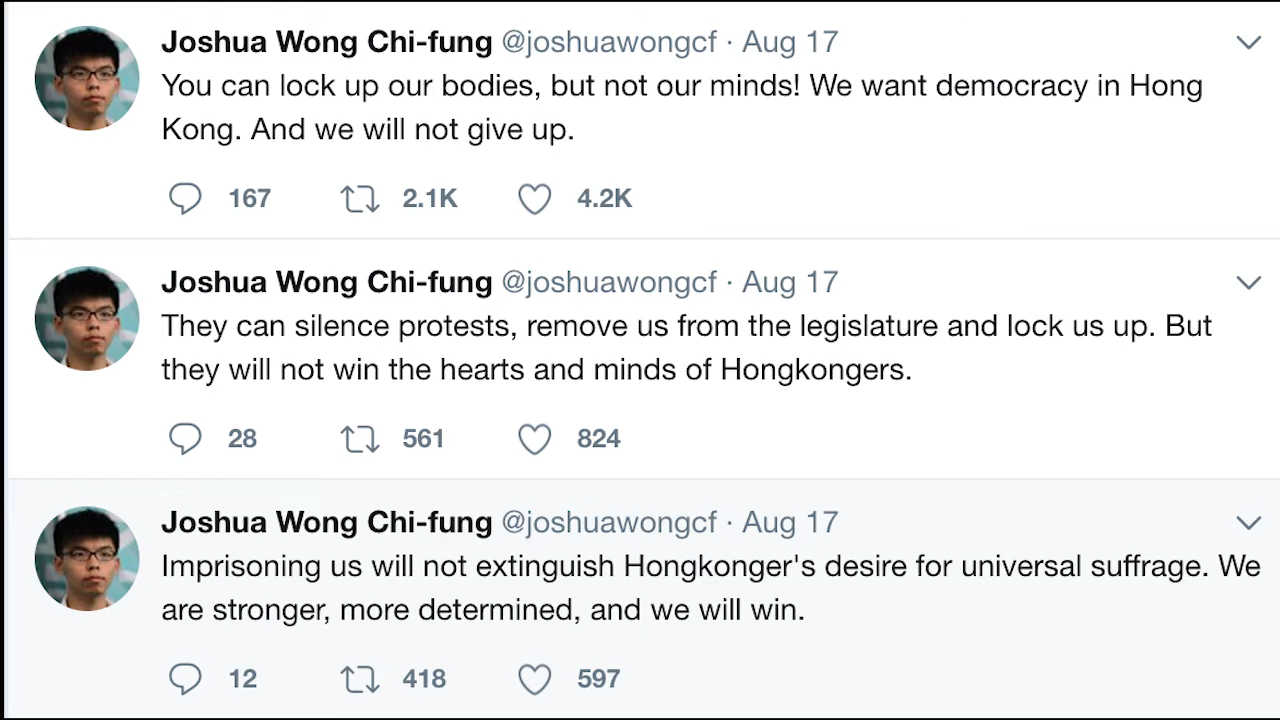 Joshua Wong Chi-fung @joshuawongcf · Aug 17
You can lock up our bodies, but not our minds! We want democracy in Hong
Kong. And we will not give up.
167 2.1K 4.2K
Joshua Wong Chi-fung @joshuawongcf · Aug 17
They can silence protests, remove us from the legislature and lock us up. But
they will not win the hearts and minds of Hongkongers.
28 561 824
Joshua Wong Chi-fung @joshuawongcf · Aug 17
Imprisoning us will not extinguish Hongkonger's desire for universal suffrage. We
are stronger, more determined, and we will win.
12 418 597